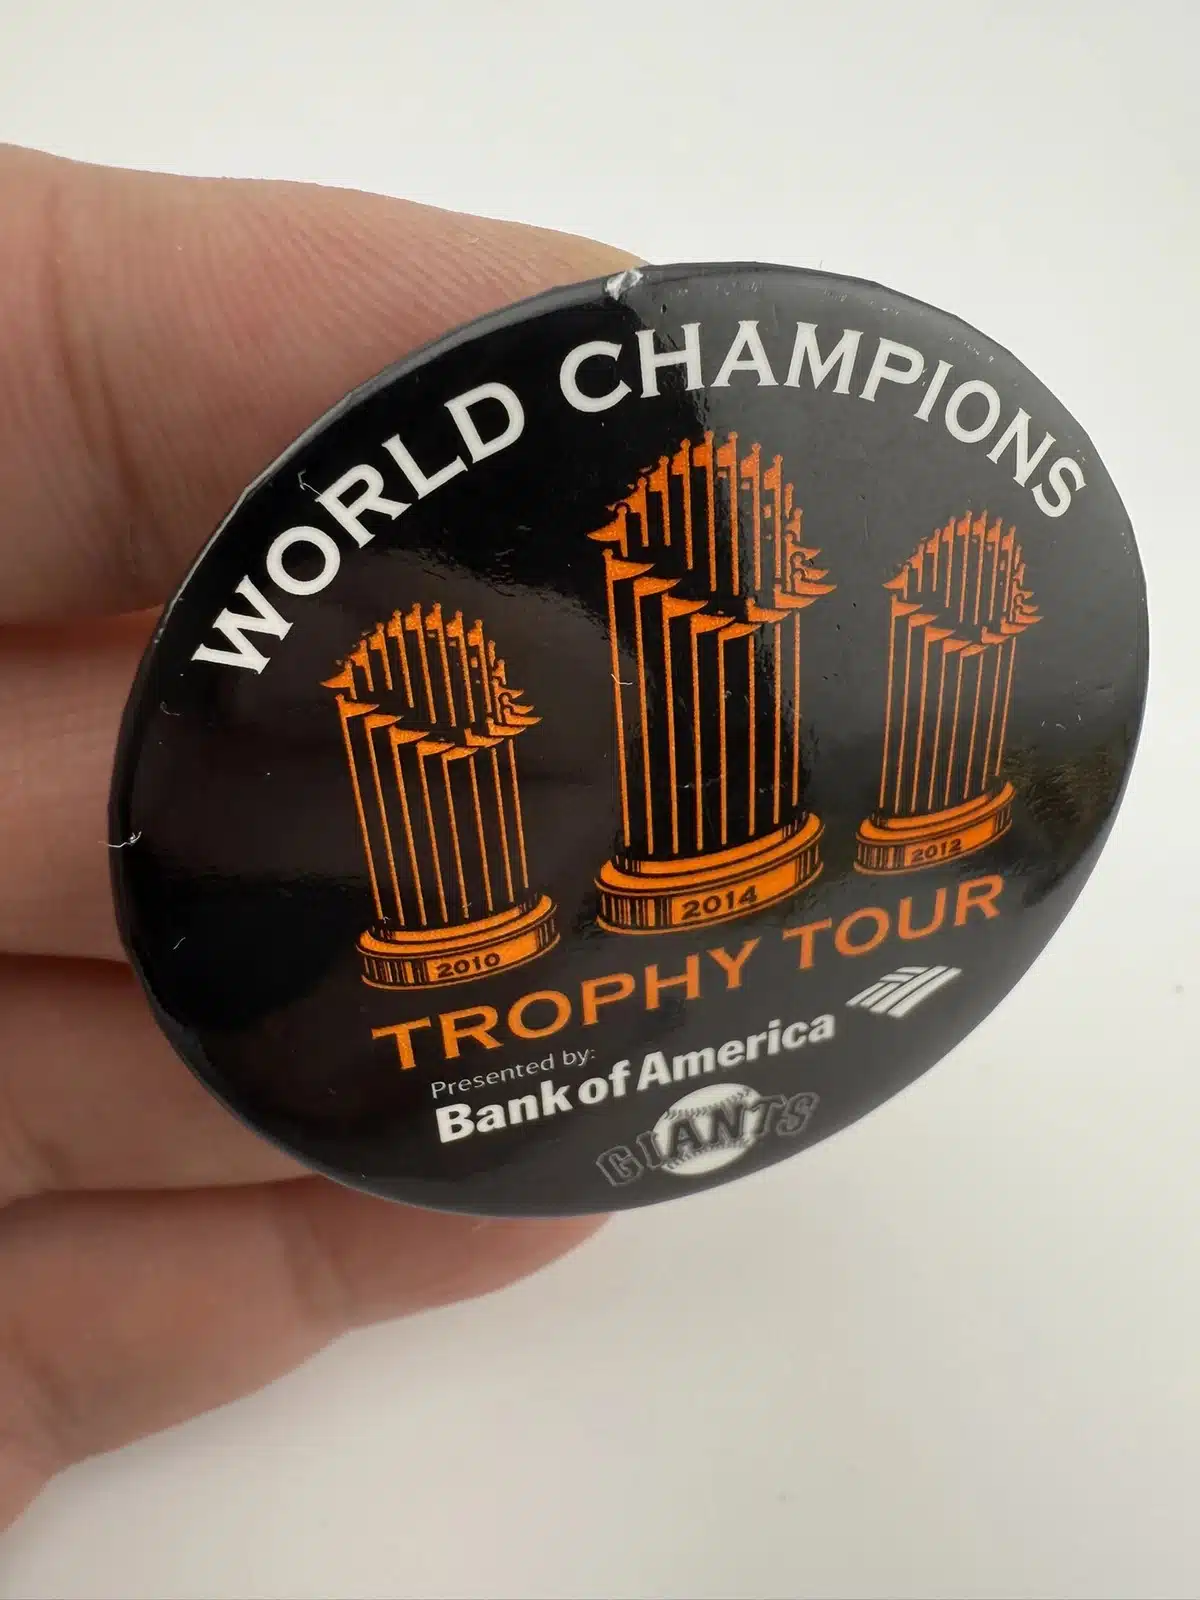 WORLD CHAMPIONS
2010
2014
2012
TROPHY TOUR
Presented by:
Bank of America
GIANTS